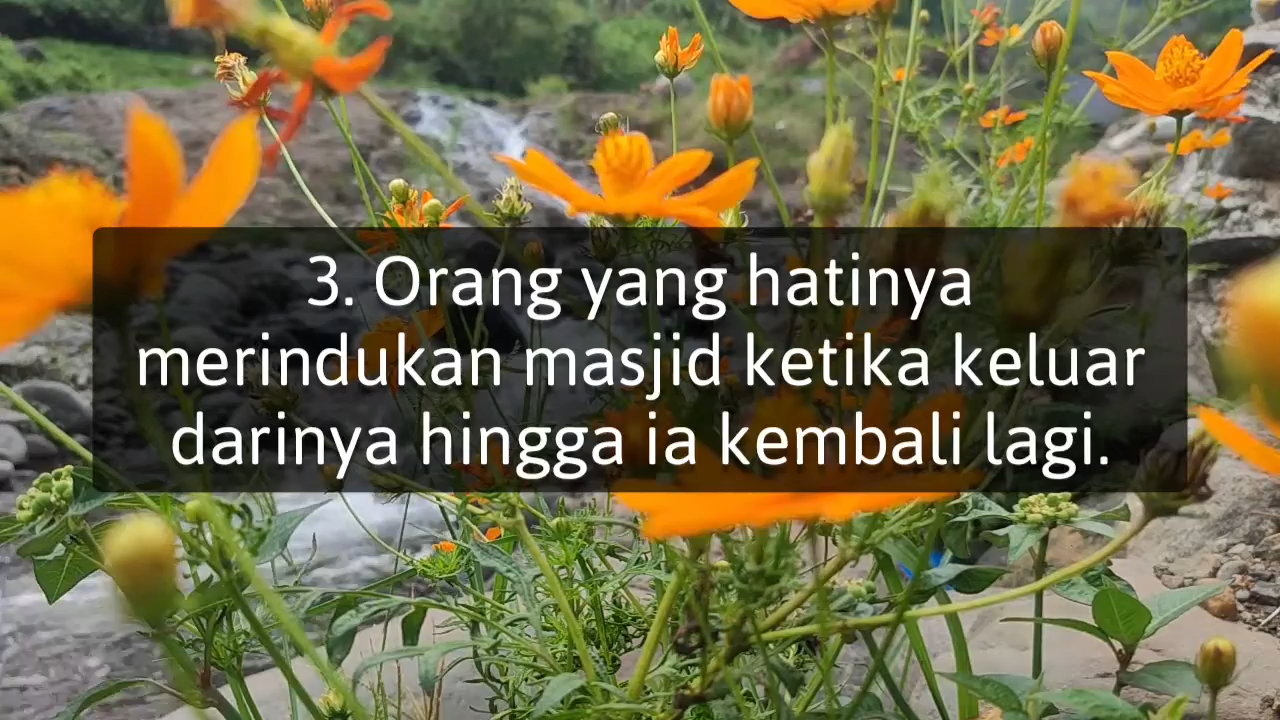 3. Orang yang hatinya
merindukan masjid ketika keluar
darinya hingga ia kembali lagi.